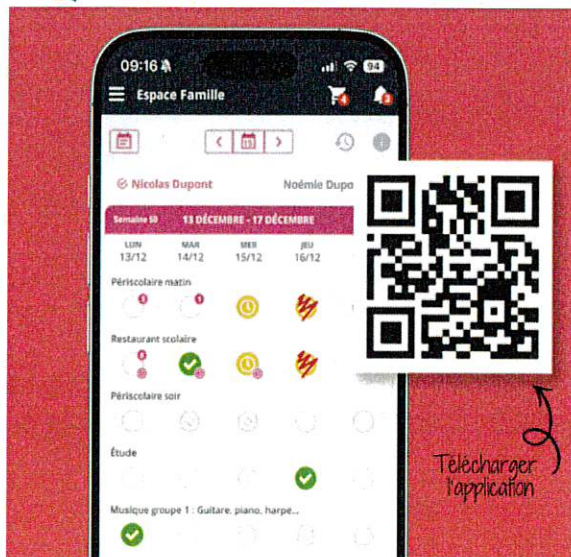 09:16
94
Espace Famille
4
3
13
Nicolas Dupont
Noémie Dupo
Semaine 50
13 DÉCEMBRE - 17 DÉCEMBRE
LUN MAR MER JEU
13/12 14/12 15/12 16/12
Périscolaire matin
1
Restaurant scolaire
Périscolaire soir
Étude
Musique groupe 1 : Guitare, piano, harpe...
Télécharger
l'application